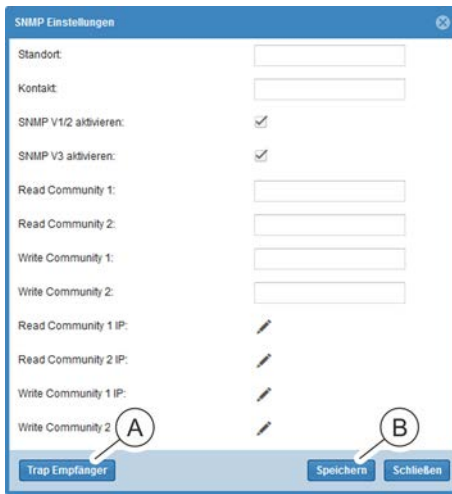 SNMP Einstellungen
Standort:
Kontakt:
SNMP V1/2 aktivieren:
SNMP V3 aktivieren:
Read Community 1:
Read Community 2:
Write Community 1:
Write Community 2:
Read Community 1 IP:
Read Community 2 IP:
Write Community 1 IP:
Write Community 2
A
B
Trap Empfänger Speichern Schließen